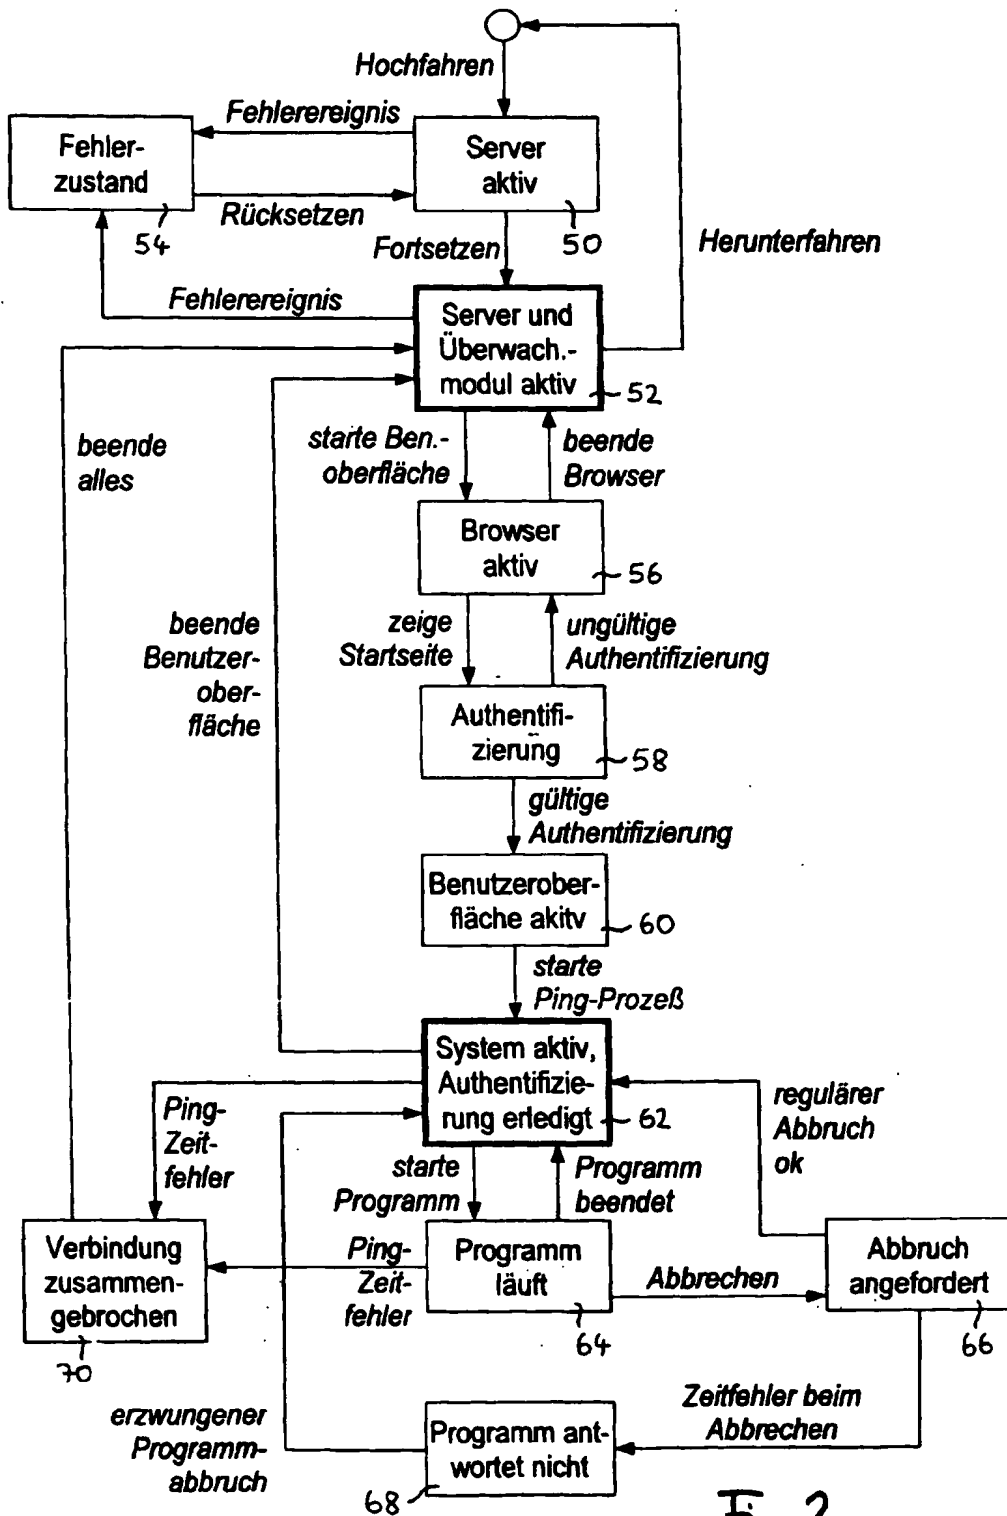 Hochfahren
Fehlerereignis
Fehler-
zustand
54
Server
aktiv
50
Rücksetzen
Fortsetzen
Herunterfahren
Fehlerereignis
Server und
Überwach.-
modul aktiv
52
beende
alles
starte Ben.-
oberfläche
beende
Browser
Browser
aktiv
56
beende
Benutzer-
ober-
fläche
zeige
Startseite
ungültige
Authentifizierung
Authentifi-
zierung
58
gültige
Authentifizierung
Benutzerober-
fläche akitv
60
starte
Ping-Prozeß
System aktiv,
Authentifizie-
rung erledigt
62
Ping-
Zeit-
fehler
starte
Programm
Programm
beendet
regulärer
Abbruch
ok
Verbindung
zusammen-
gebrochen
70
Ping-
Zeit-
fehler
Programm
läuft
64
Abbrechen
Abbruch
angefordert
66
erzwungener
Programm-
abbruch
Programm ant-
wortet nicht
68
Zeitfehler beim
Abbrechen